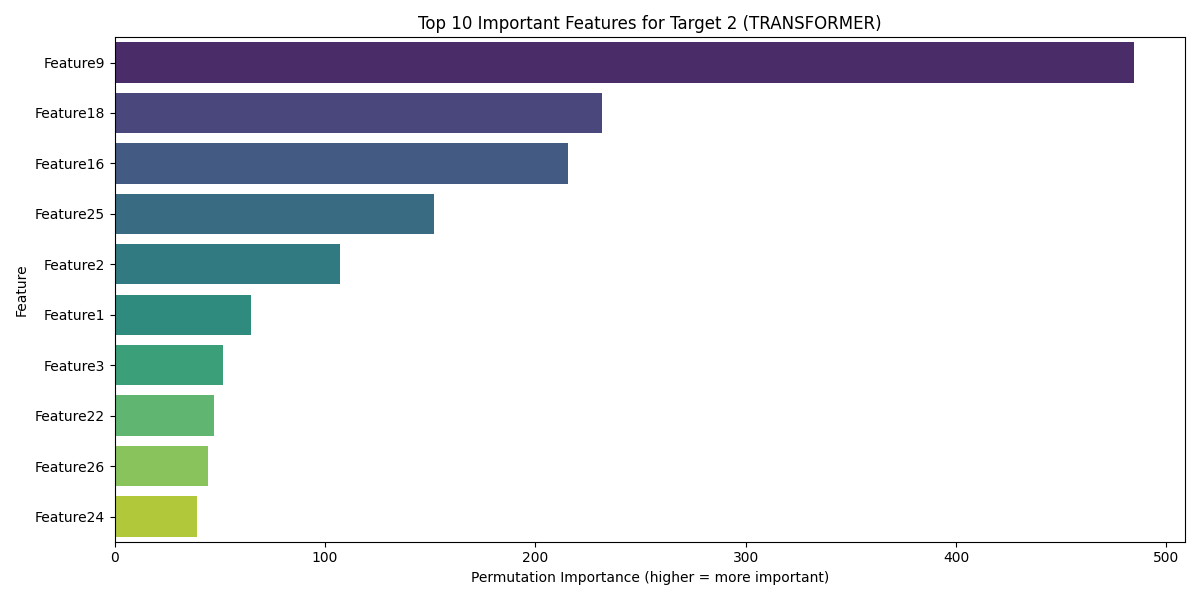 Top 10 Important Features for Target 2 (TRANSFORMER)
Feature
Feature9
Feature18
Feature16
Feature25
Feature2
Feature1
Feature3
Feature22
Feature26
Feature24
0 100 200 300 400 500
Permutation Importance (higher = more important)